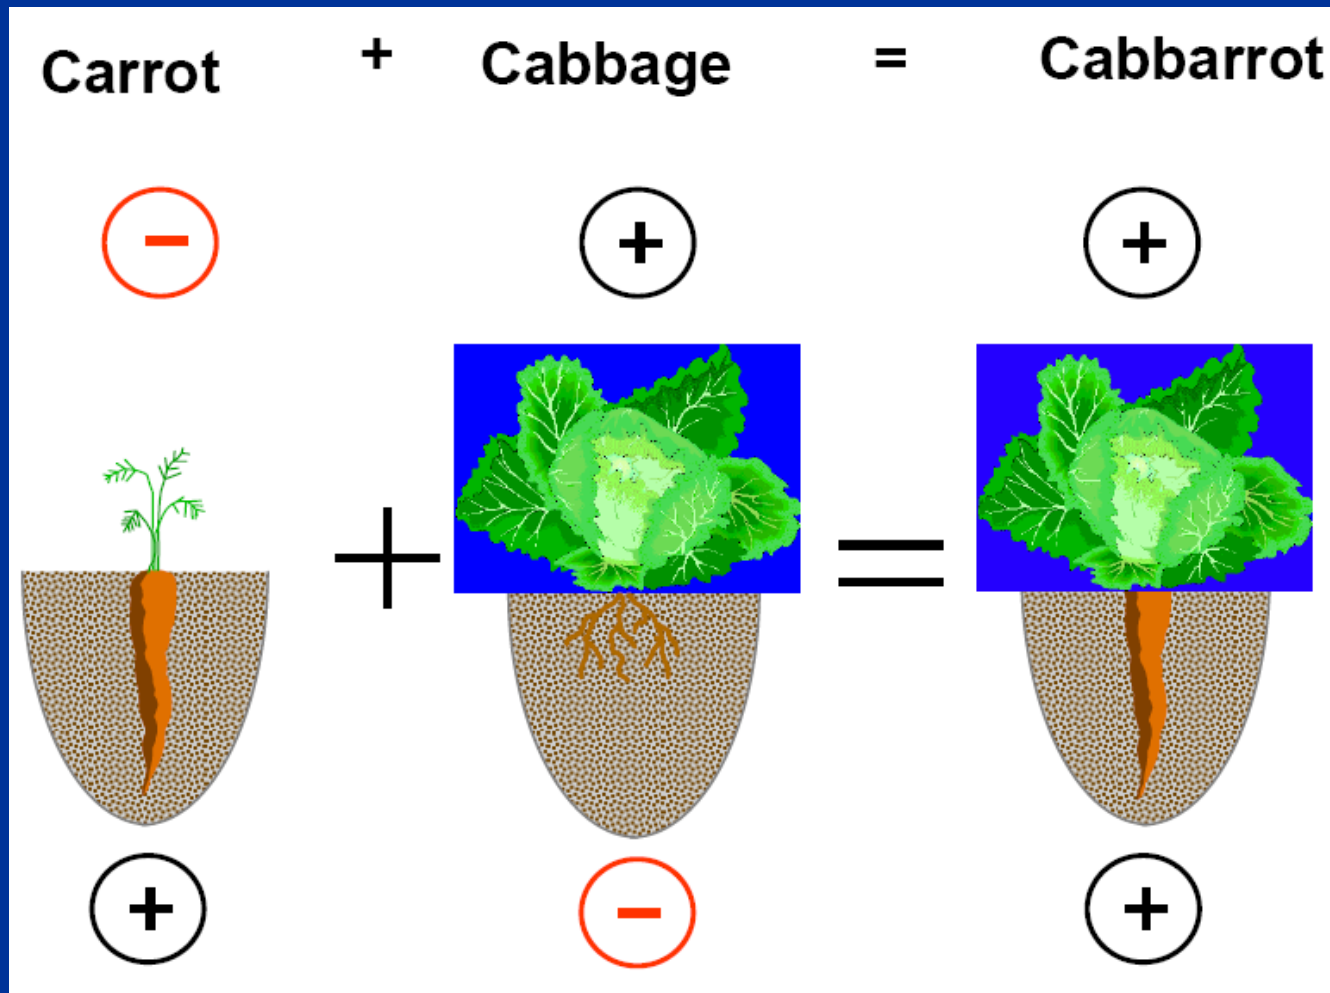 Carrot + Cabbage = Cabbarrot
− + +
+ =
+ − +